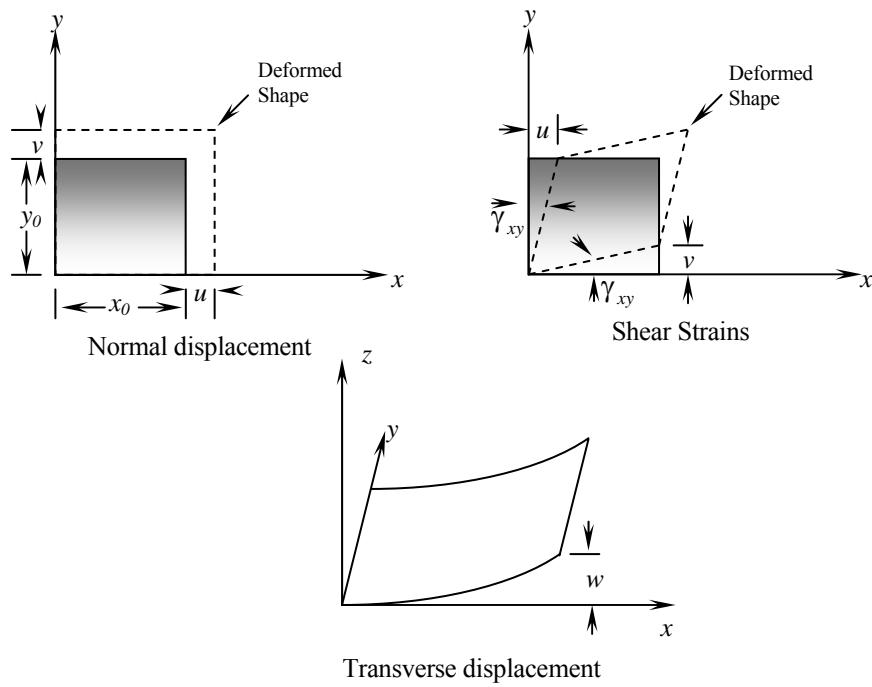 y
Deformed
Shape
v
y0
x
x0
u
Normal displacement
y
Deformed
Shape
u
γxy
v
x
γxy
Shear Strains
z
y
w
x
Transverse displacement